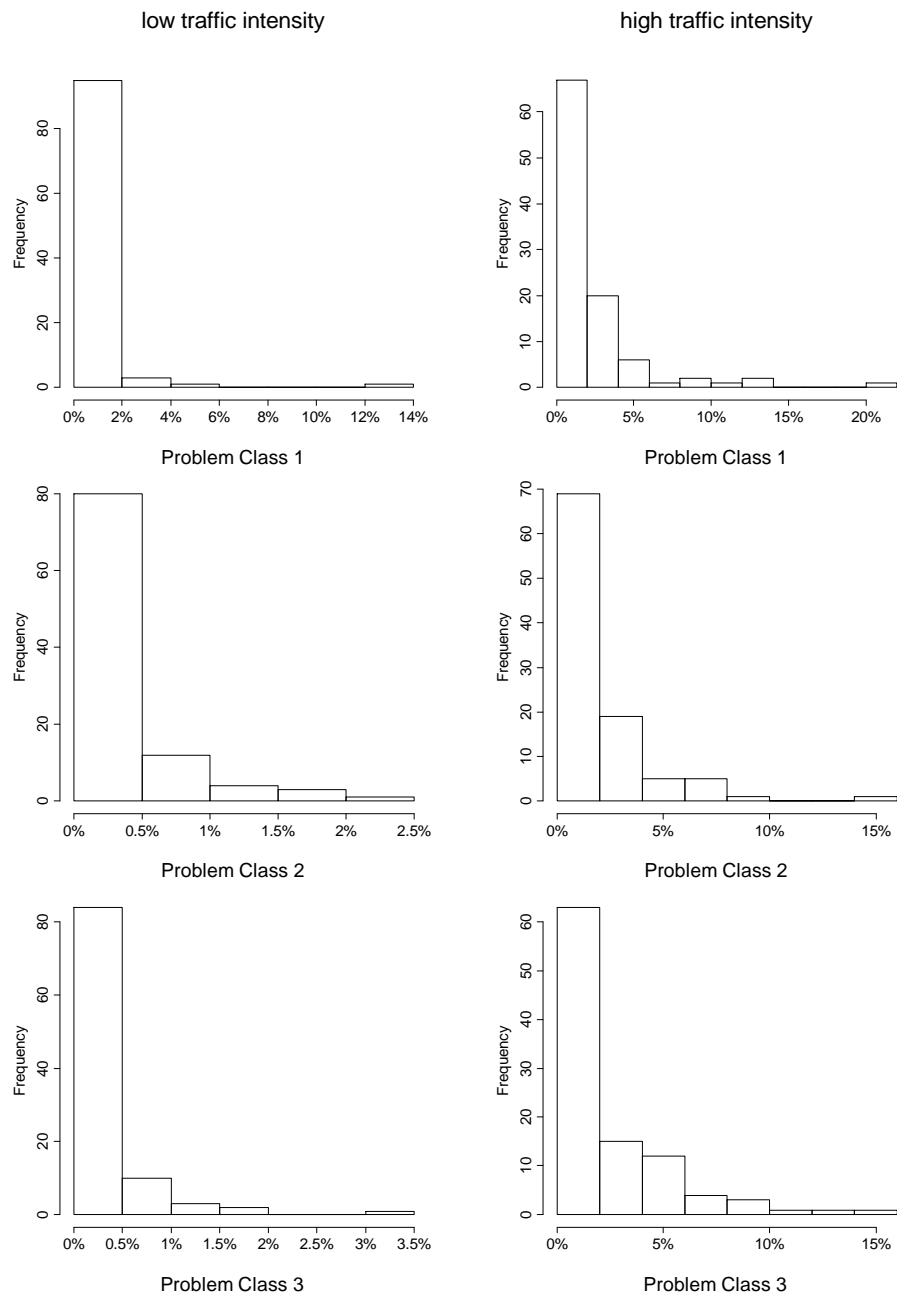 low traffic intensity
high traffic intensity
Frequency
0 20 40 60 80
0% 2% 4% 6% 8% 10% 12% 14%
Problem Class 1
Frequency
0 10 20 30 40 50 60
0% 5% 10% 15% 20%
Problem Class 1
Frequency
0 20 40 60 80
0% 0.5% 1% 1.5% 2% 2.5%
Problem Class 2
Frequency
0 10 20 30 40 50 60 70
0% 5% 10% 15%
Problem Class 2
Frequency
0 20 40 60 80
0% 0.5% 1% 1.5% 2% 2.5% 3% 3.5%
Problem Class 3
Frequency
0 10 20 30 40 50 60
0% 5% 10% 15%
Problem Class 3